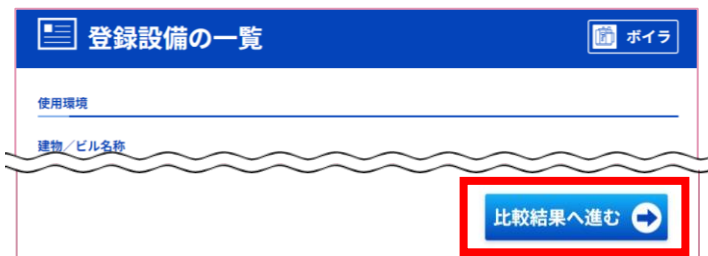 登録設備の一覧
ボイラ
使用環境
建物／ビル名称
比較結果へ進む